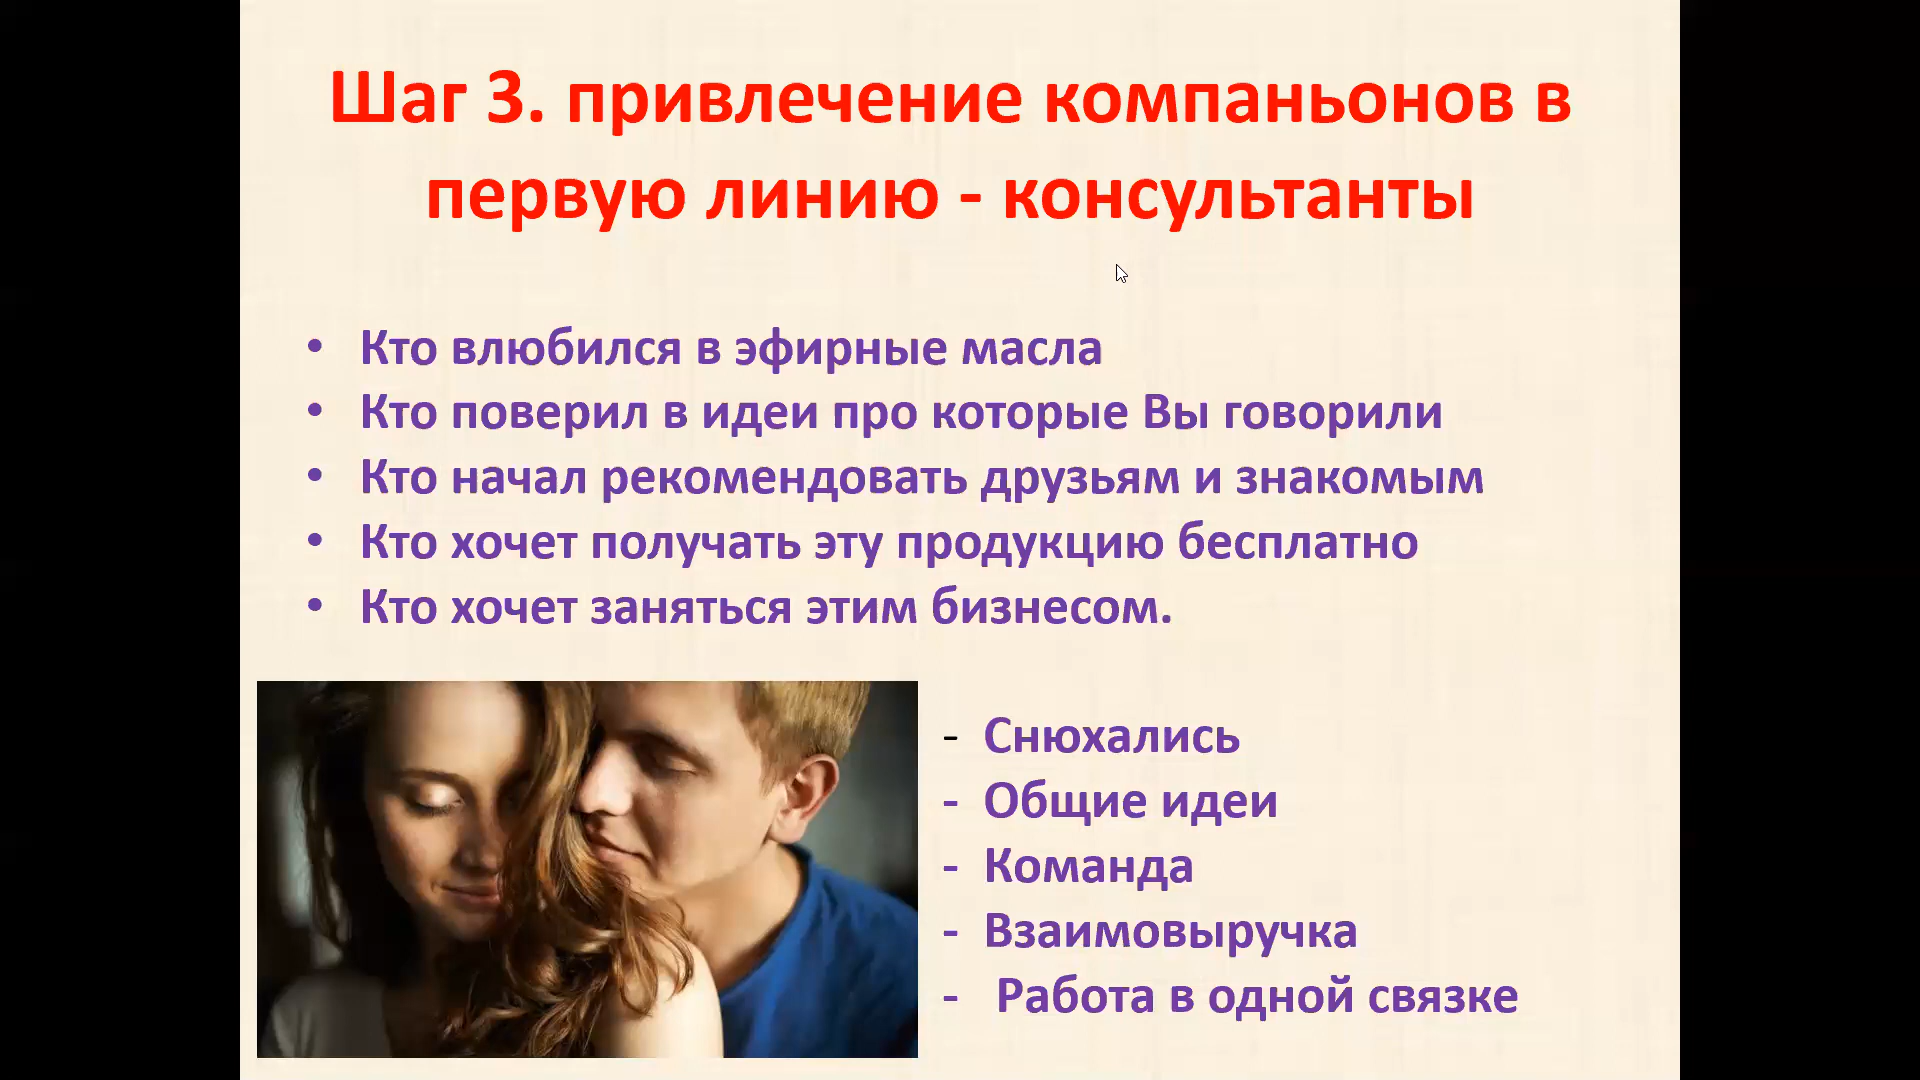 Шаг 3. привлечение компаньонов в
первую линию - консультанты
• Кто влюбился в эфирные масла
• Кто поверил в идеи про которые Вы говорили
• Кто начал рекомендовать друзьям и знакомым
• Кто хочет получать эту продукцию бесплатно
• Кто хочет заняться этим бизнесом.
- Снюхались
- Общие идеи
- Команда
- Взаимовыручка
- Работа в одной связке